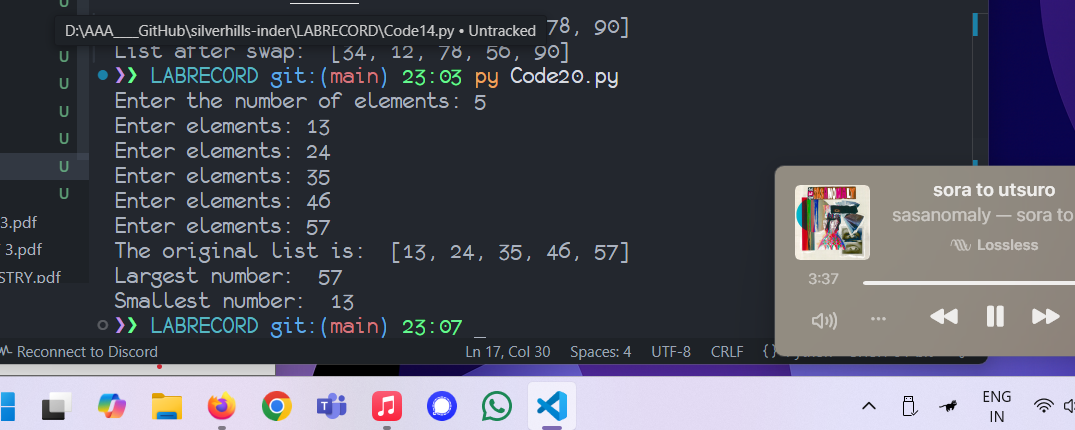 D:\AAA___GitHub\silverhills-inder\LABRECORD\Code14.py • Untracked
78, 90]
U
List after swap:  [34, 12, 78, 56, 90]
U
❯❯ LABRECORD git:(main) 23:03 py Code20.py
U
Enter the number of elements: 5
U
Enter elements: 13
U
Enter elements: 24
U
Enter elements: 35
U
Enter elements: 46
Enter elements: 57
The original list is:  [13, 24, 35, 46, 57]
Largest number:  57
Smallest number:  13
❯❯ LABRECORD git:(main) 23:07 _
3.pdf
3.pdf
STRY.pdf
sora to utsuro
sasanomaly — sora to
Lossless
3:37
Reconnect to Discord
Ln 17, Col 30
Spaces: 4
UTF-8
CRLF
{}
ENG
IN